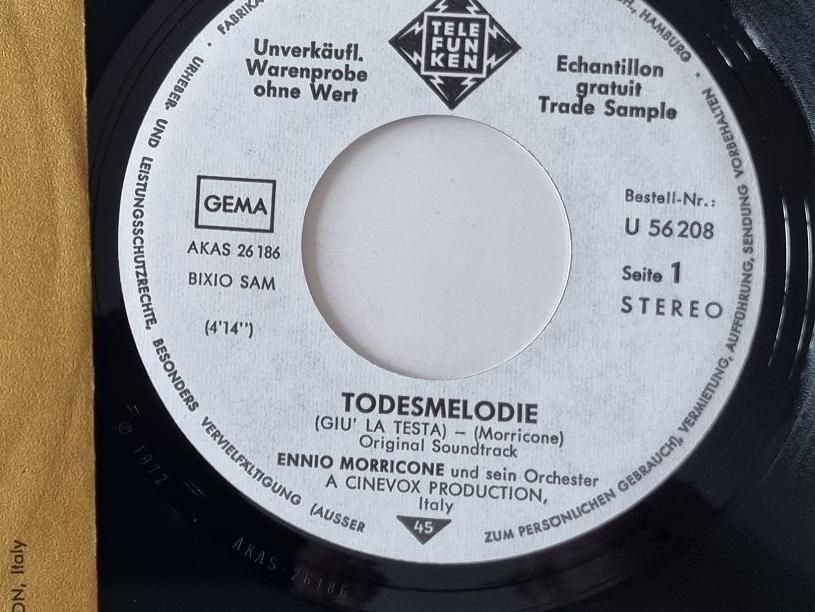 FABRIKA
H., HAMBURG •
URHEBER- UND LEISTUNGSSCHUTZRECHTE, BESONDERS VERVIELFÄLTIGUNG (AUSSER
ZUM PERSÖNLICHEN GEBRAUCH), VERMIETUNG, AUFFÜHRUNG, SENDUNG VORBEHALTEN
TELE
FUN
KEN
Unverkäufl.
Warenprobe
ohne Wert
Echantillon
gratuit
Trade Sample
GEMA
AKAS 26 186
BIXIO SAM
(4'14")
Bestell-Nr.:
U 56 208
Seite 1
STEREO
TODESMELODIE
(GIU' LA TESTA) – (Morricone)
Original Soundtrack
ENNIO MORRICONE und sein Orchester
A CINEVOX PRODUCTION,
Italy
45
© 1972
AKAS-26186
ON, Italy